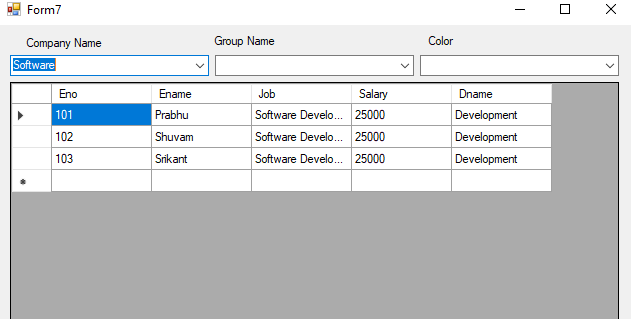 Form7
Company Name Group Name Color
Software
Eno Ename Job Salary Dname
101 Prabhu Software Develo... 25000 Development
102 Shuvam Software Develo... 25000 Development
103 Srikant Software Develo... 25000 Development